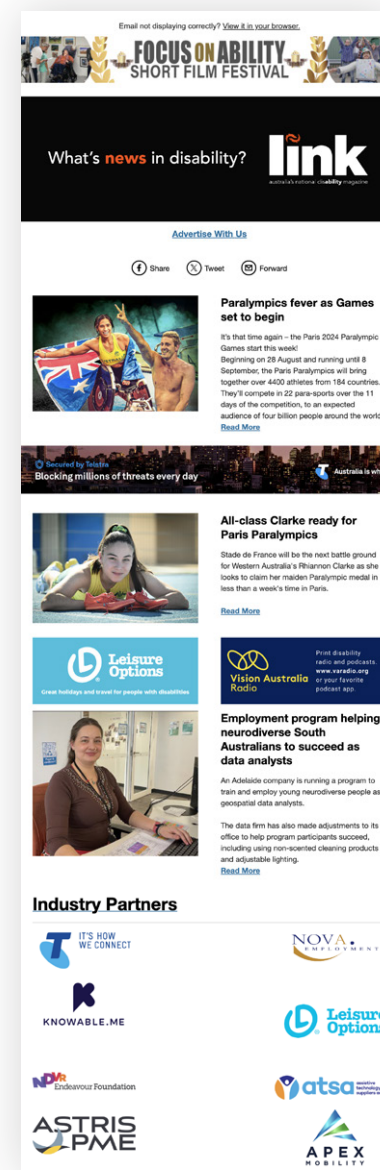 Email not displaying correctly? View it in your browser.
FOCUS ON ABILITY
SHORT FILM FESTIVAL
What's news in disability?
link
australia's national disability magazine
Advertise With Us
Share
Tweet
Forward
Paralympics fever as Games
set to begin
It's that time again – the Paris 2024 Paralympic
Games start this week!
Beginning on 28 August and running until 8
September, the Paris Paralympics will bring
together over 4400 athletes from 184 countries.
They'll compete in 22 para-sports over the 11
days of the competition, to an expected
audience of four billion people around the world
Read More
Secured by Telstra
Blocking millions of threats every day
Australia is
All-class Clarke ready for
Paris Paralympics
Stade de France will be the next battle ground
for Western Australia's Rhiannon Clarke as she
looks to claim her maiden Paralympic medal in
less than a week's time in Paris.
Read More
Leisure
Options
Great holidays and travel for people with disabilities
Vision Australia
Radio
Print disability
radio and podcasts.
www.varadio.org
or your favorite
podcast app.
Employment program helping
neurodiverse South
Australians to succeed as
data analysts
An Adelaide company is running a program to
train and employ young neurodiverse people as
geospatial data analysts.
The data firm has also made adjustments to its
office to help program participants succeed,
including using non-scented cleaning products
and adjustable lighting.
Read More
Industry Partners
IT'S HOW
WE CONNECT
NOVA
EMPLOYMENT
KNOWABLE.ME
Leisure
Options
Endeavour Foundation
atsa
assistive
technology
suppliers
ASTRIS
PME
APEX
MOBILITY